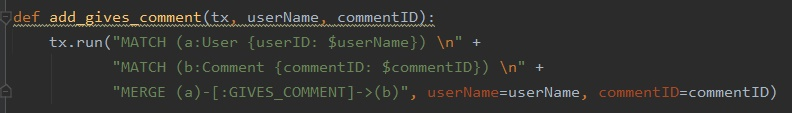 def add_gives_comment(tx, userName, commentID):
    tx.run("MATCH (a:User {userID: $userName}) \n" +
           "MATCH (b:Comment {commentID: $commentID}) \n" +
           "MERGE (a)-[:GIVES_COMMENT]->(b)", userName=userName, commentID=commentID)